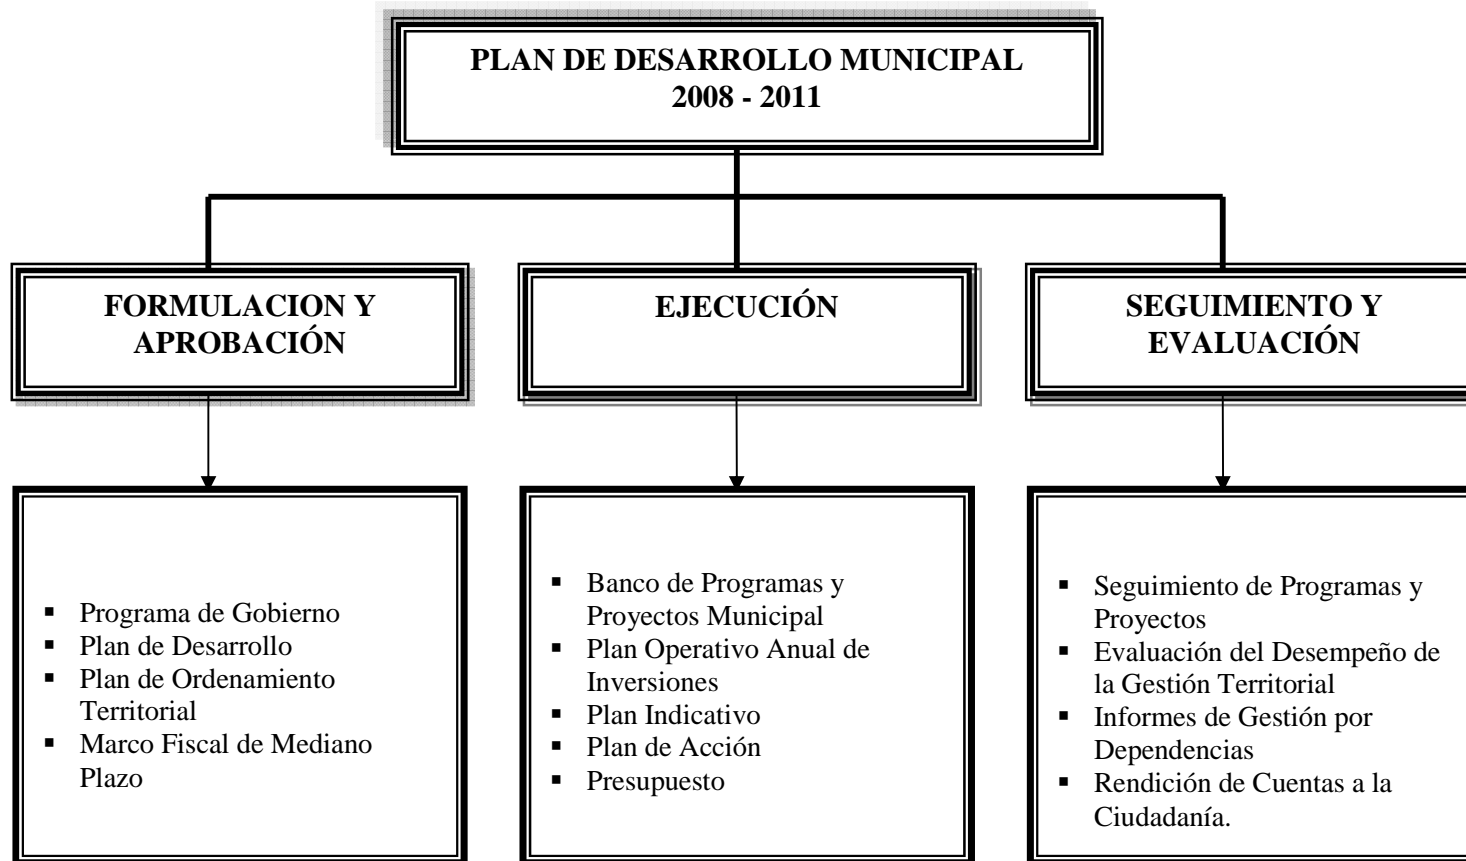 PLAN DE DESARROLLO MUNICIPAL
2008 - 2011
FORMULACION Y
APROBACIÓN
EJECUCIÓN
SEGUIMIENTO Y
EVALUACIÓN
▪ Programa de Gobierno
▪ Plan de Desarrollo
▪ Plan de Ordenamiento
Territorial
▪ Marco Fiscal de Mediano
Plazo
▪ Banco de Programas y
Proyectos Municipal
▪ Plan Operativo Anual de
Inversiones
▪ Plan Indicativo
▪ Plan de Acción
▪ Presupuesto
▪ Seguimiento de Programas y
Proyectos
▪ Evaluación del Desempeño de
la Gestión Territorial
▪ Informes de Gestión por
Dependencias
▪ Rendición de Cuentas a la
Ciudadanía.